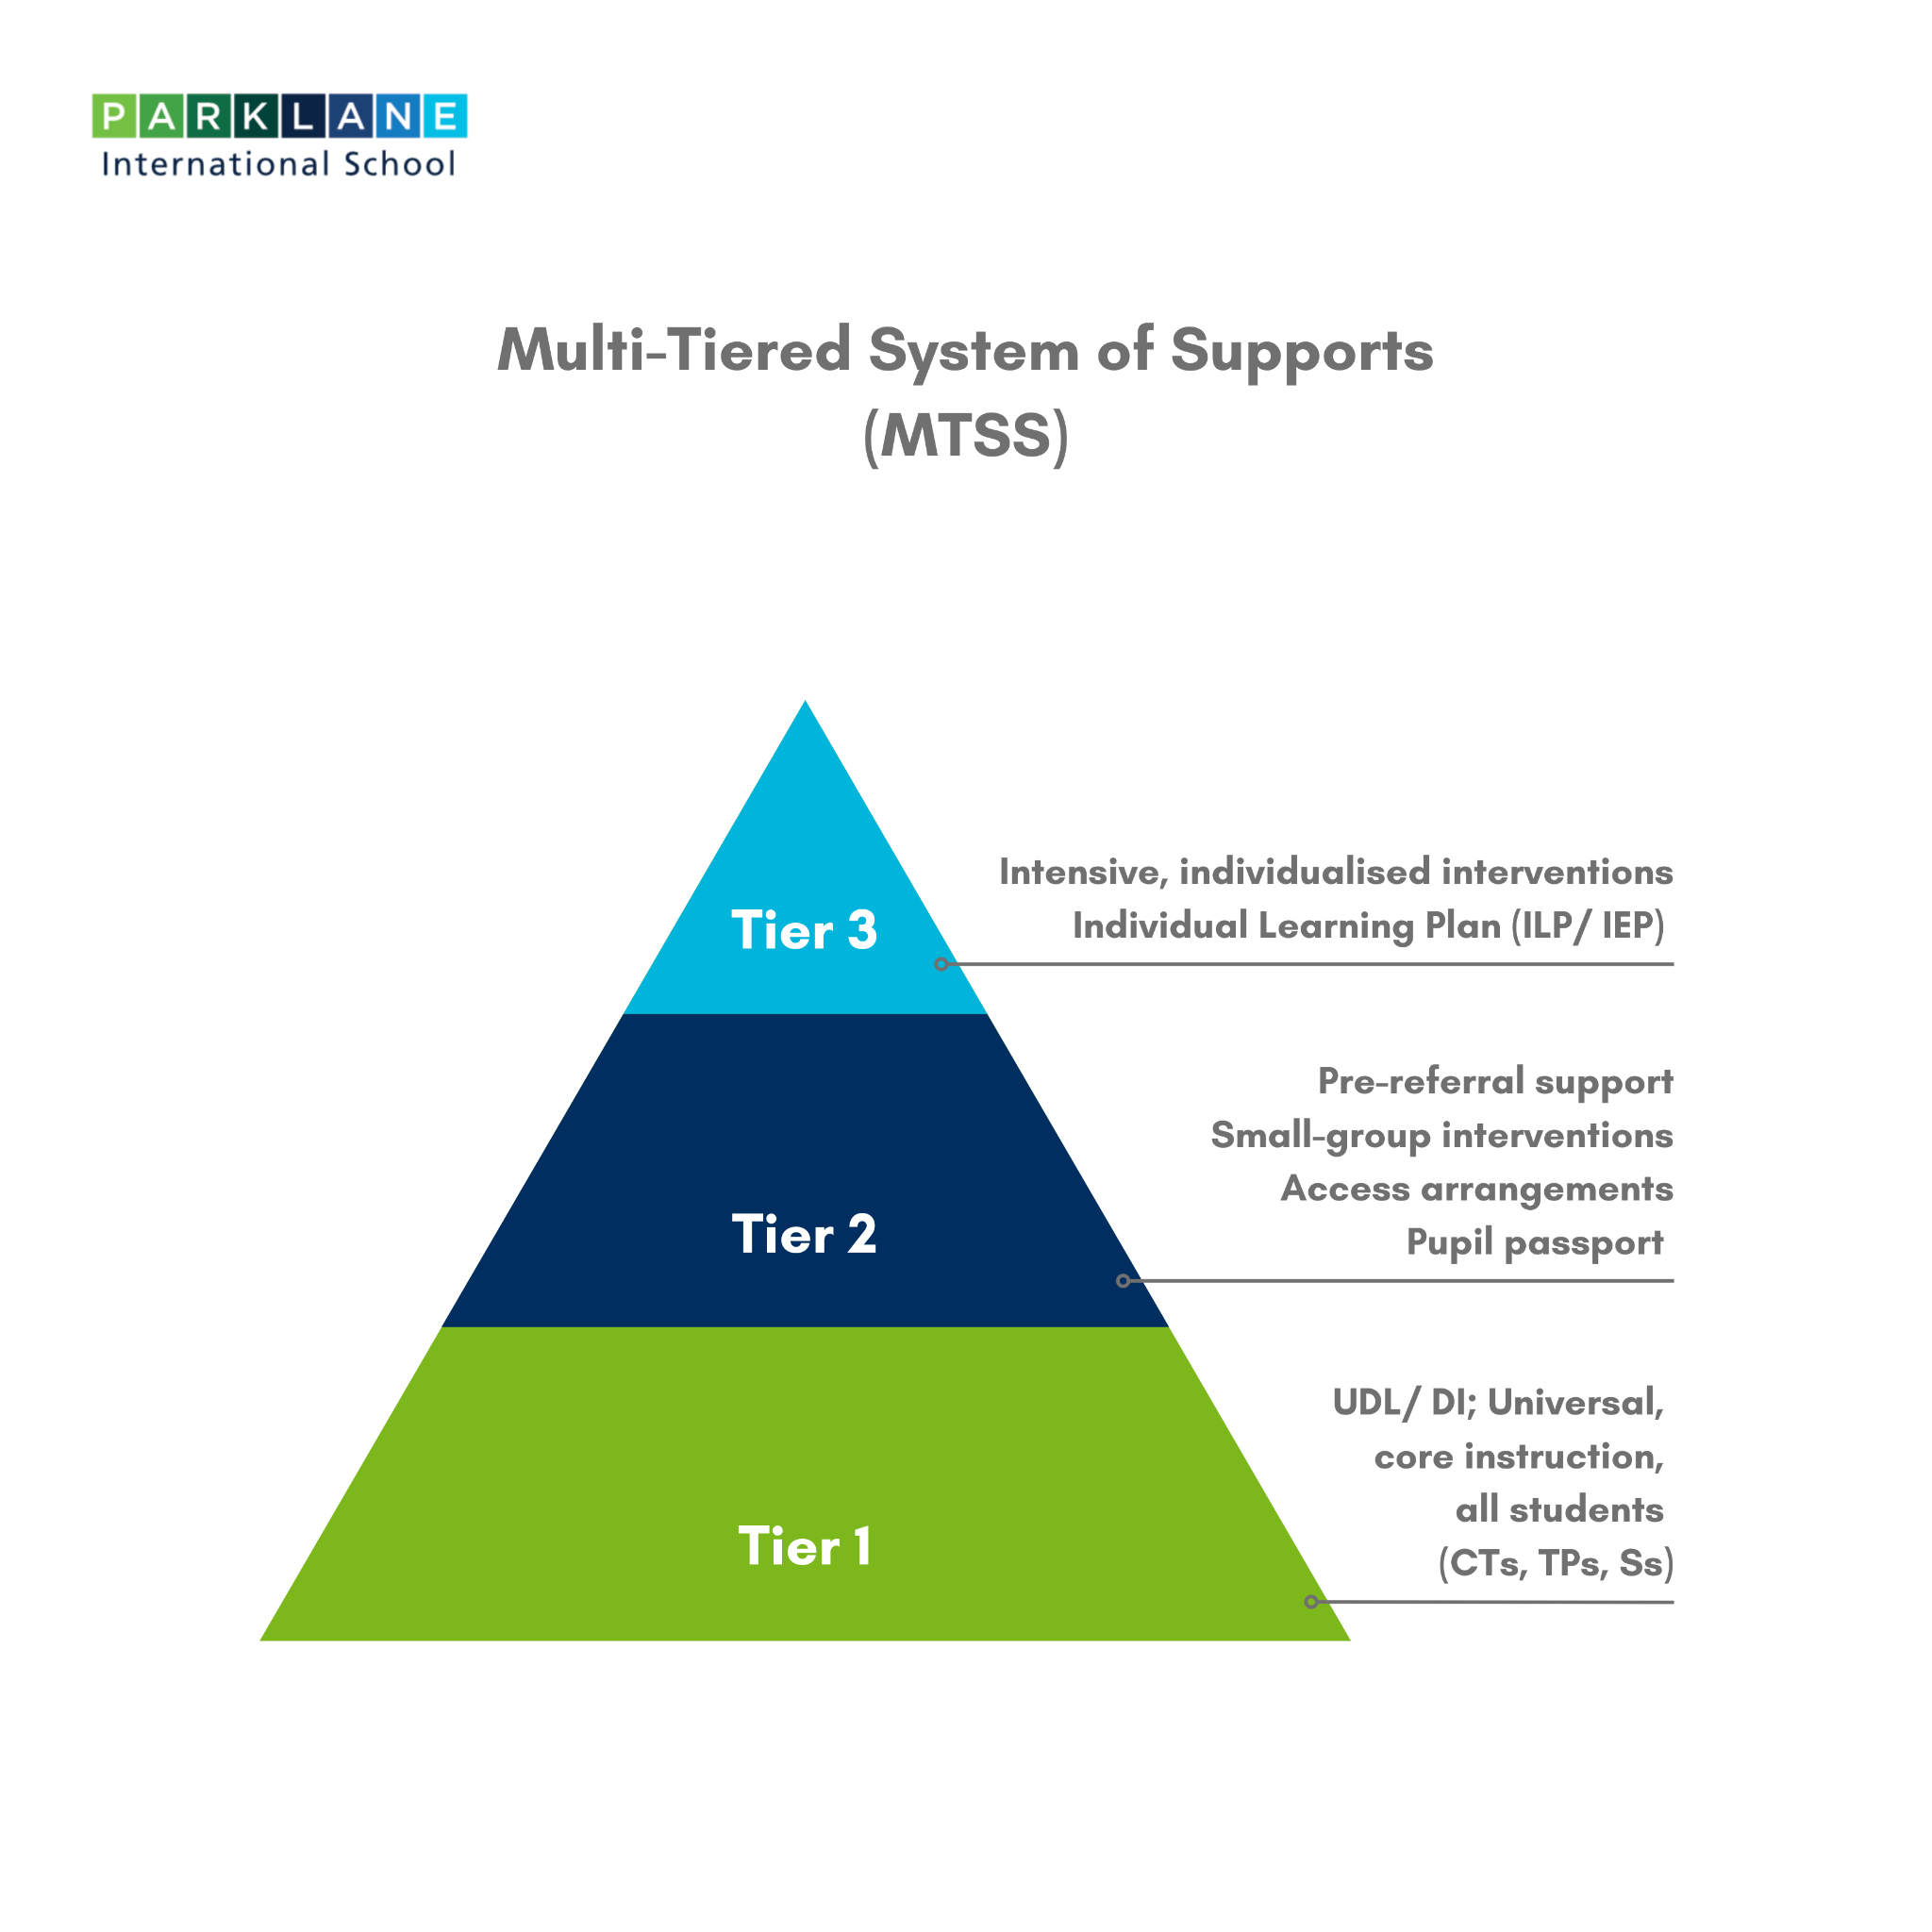 PARKLANE
International School
Multi-Tiered System of Supports
(MTSS)
Tier 3
Intensive, individualised interventions
Individual Learning Plan (ILP/ IEP)
Tier 2
Pre-referral support
Small-group interventions
Access arrangements
Pupil passport
Tier 1
UDL/ DI; Universal,
core instruction,
all students
(CTs, TPs, Ss)